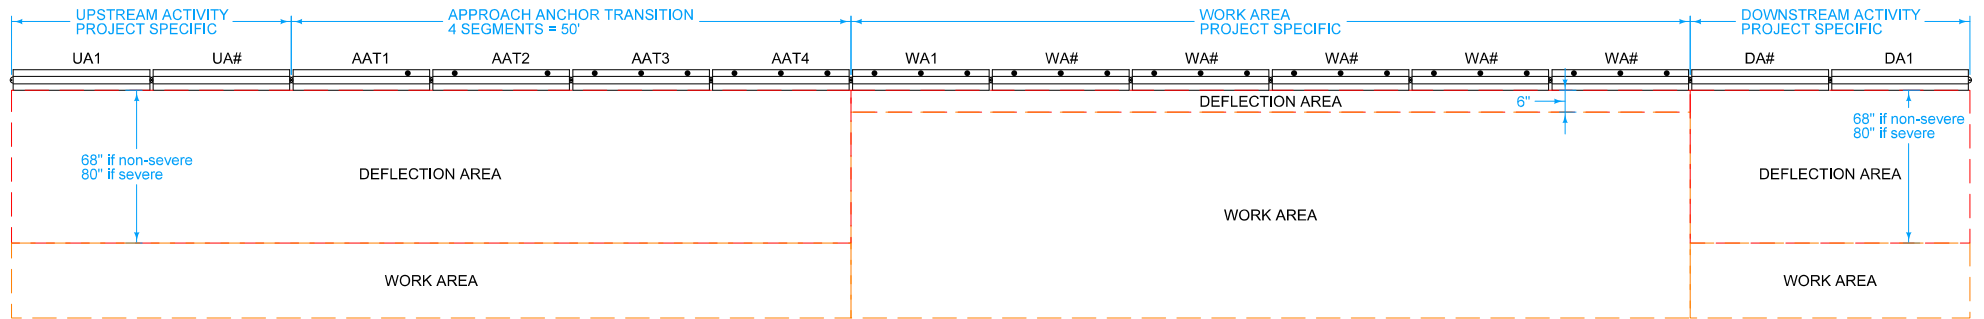 UPSTREAM ACTIVITY
PROJECT SPECIFIC
APPROACH ANCHOR TRANSITION
4 SEGMENTS = 50'
WORK AREA
PROJECT SPECIFIC
DOWNSTREAM ACTIVITY
PROJECT SPECIFIC
UA1 UA# AAT1 AAT2 AAT3 AAT4 WA1 WA# WA# WA# WA# WA# DA# DA1
DEFLECTION AREA
6"
68" if non-severe
80" if severe
68" if non-severe
80" if severe
DEFLECTION AREA
DEFLECTION AREA
WORK AREA
WORK AREA
WORK AREA